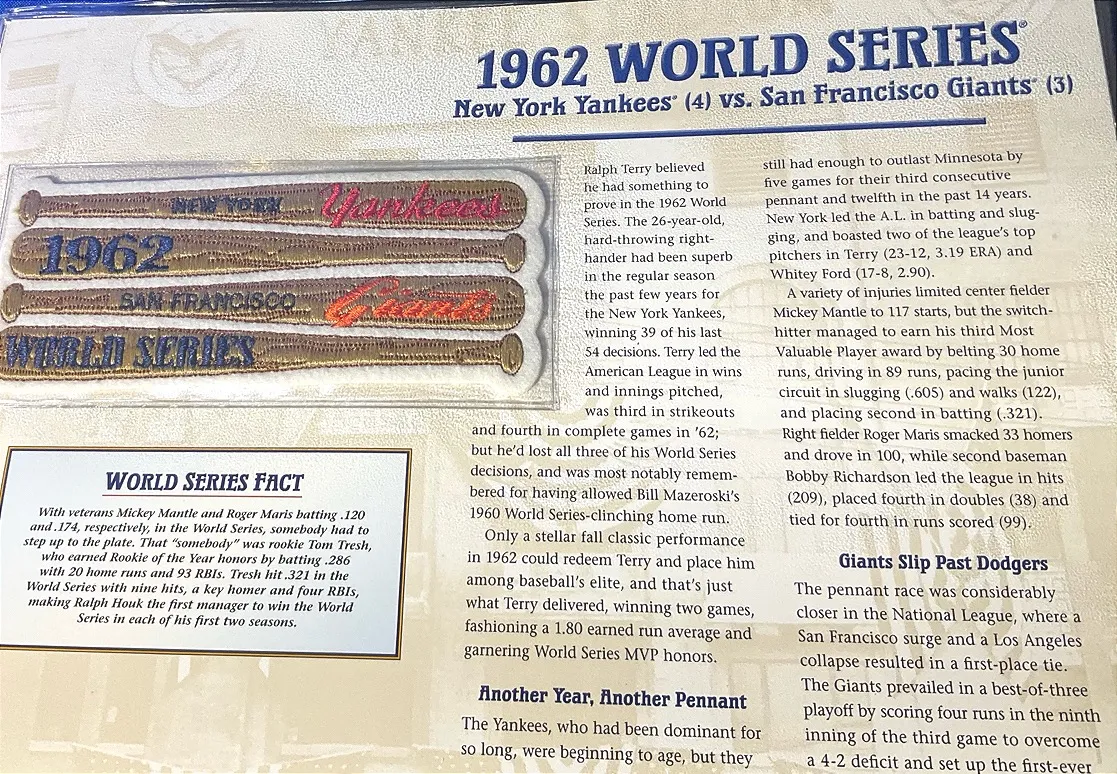 1962 WORLD SERIES®
New York Yankees® (4) vs. San Francisco Giants® (3)
NEW YORK Yankees
1962
SAN FRANCISCO Giants
WORLD SERIES
WORLD SERIES FACT
With veterans Mickey Mantle and Roger Maris batting .120
and .174, respectively, in the World Series, somebody had to
step up to the plate. That “somebody” was rookie Tom Tresh,
who earned Rookie of the Year honors by batting .286
with 20 home runs and 93 RBIs. Tresh hit .321 in the
World Series with nine hits, a key homer and four RBIs,
making Ralph Houk the first manager to win the World
Series in each of his first two seasons.
Ralph Terry believed
he had something to
prove in the 1962 World
Series. The 26-year-old,
hard-throwing right-
hander had been superb
in the regular season
the past few years for
the New York Yankees,
winning 39 of his last
54 decisions. Terry led the
American League in wins
and innings pitched,
was third in strikeouts
and fourth in complete games in ’62;
but he’d lost all three of his World Series
decisions, and was most notably remem-
bered for having allowed Bill Mazeroski’s
1960 World Series-clinching home run.
Only a stellar fall classic performance
in 1962 could redeem Terry and place him
among baseball’s elite, and that’s just
what Terry delivered, winning two games,
fashioning a 1.80 earned run average and
garnering World Series MVP honors.
Another Year, Another Pennant
The Yankees, who had been dominant for
so long, were beginning to age, but they
still had enough to outlast Minnesota by
five games for their third consecutive
pennant and twelfth in the past 14 years.
New York led the A.L. in batting and slug-
ging, and boasted two of the league’s top
pitchers in Terry (23-12, 3.19 ERA) and
Whitey Ford (17-8, 2.90).
A variety of injuries limited center fielder
Mickey Mantle to 117 starts, but the switch-
hitter managed to earn his third Most
Valuable Player award by belting 30 home
runs, driving in 89 runs, pacing the junior
circuit in slugging (.605) and walks (122),
and placing second in batting (.321).
Right fielder Roger Maris smacked 33 homers
and drove in 100, while second baseman
Bobby Richardson led the league in hits
(209), placed fourth in doubles (38) and
tied for fourth in runs scored (99).
Giants Slip Past Dodgers
The pennant race was considerably
closer in the National League, where a
San Francisco surge and a Los Angeles
collapse resulted in a first-place tie.
The Giants prevailed in a best-of-three
playoff by scoring four runs in the ninth
inning of the third game to overcome
a 4-2 deficit and set up the first-ever